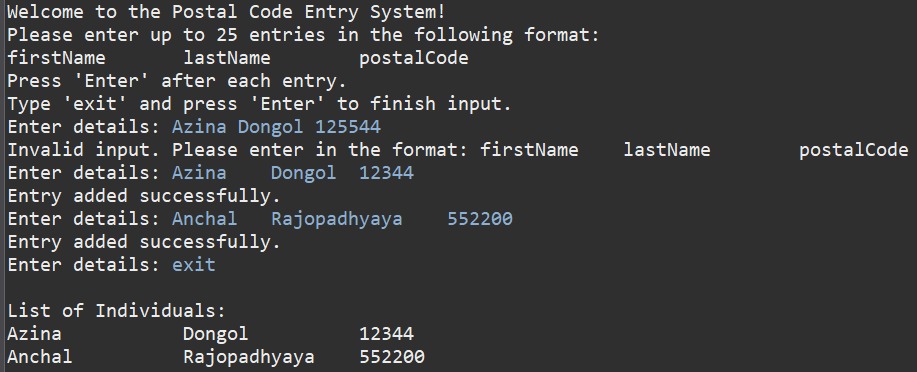 Welcome to the Postal Code Entry System!
Please enter up to 25 entries in the following format:
firstName       lastName        postalCode
Press 'Enter' after each entry.
Type 'exit' and press 'Enter' to finish input.
Enter details: Azina Dongol 125544
Invalid input. Please enter in the format: firstName    lastName        postalCode
Enter details: Azina    Dongol  12344
Entry added successfully.
Enter details: Anchal   Rajopadhyaya    552200
Entry added successfully.
Enter details: exit

List of Individuals:
Azina           Dongol          12344
Anchal          Rajopadhyaya    552200